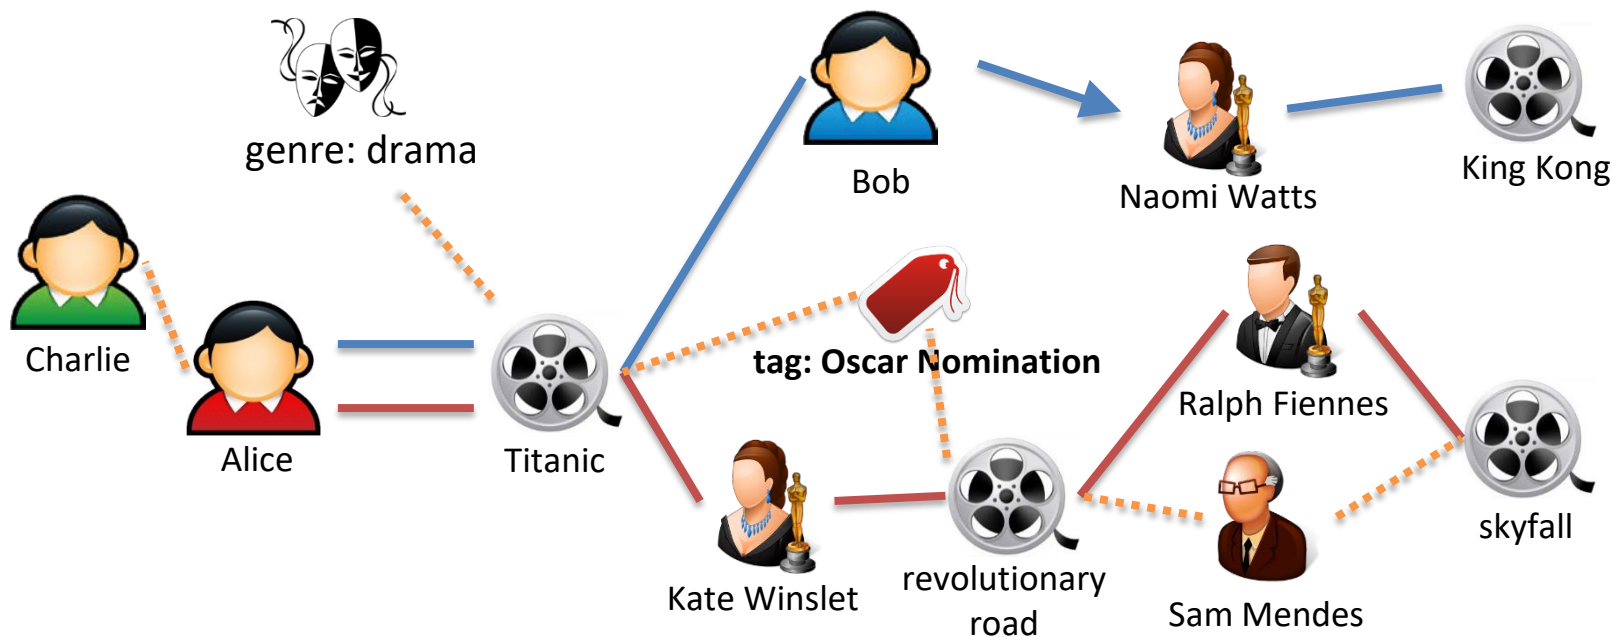 genre: drama
Bob
Naomi Watts
King Kong
Charlie
Alice
Titanic
tag: Oscar Nomination
Ralph Fiennes
Kate Winslet
revolutionary
road
Sam Mendes
skyfall